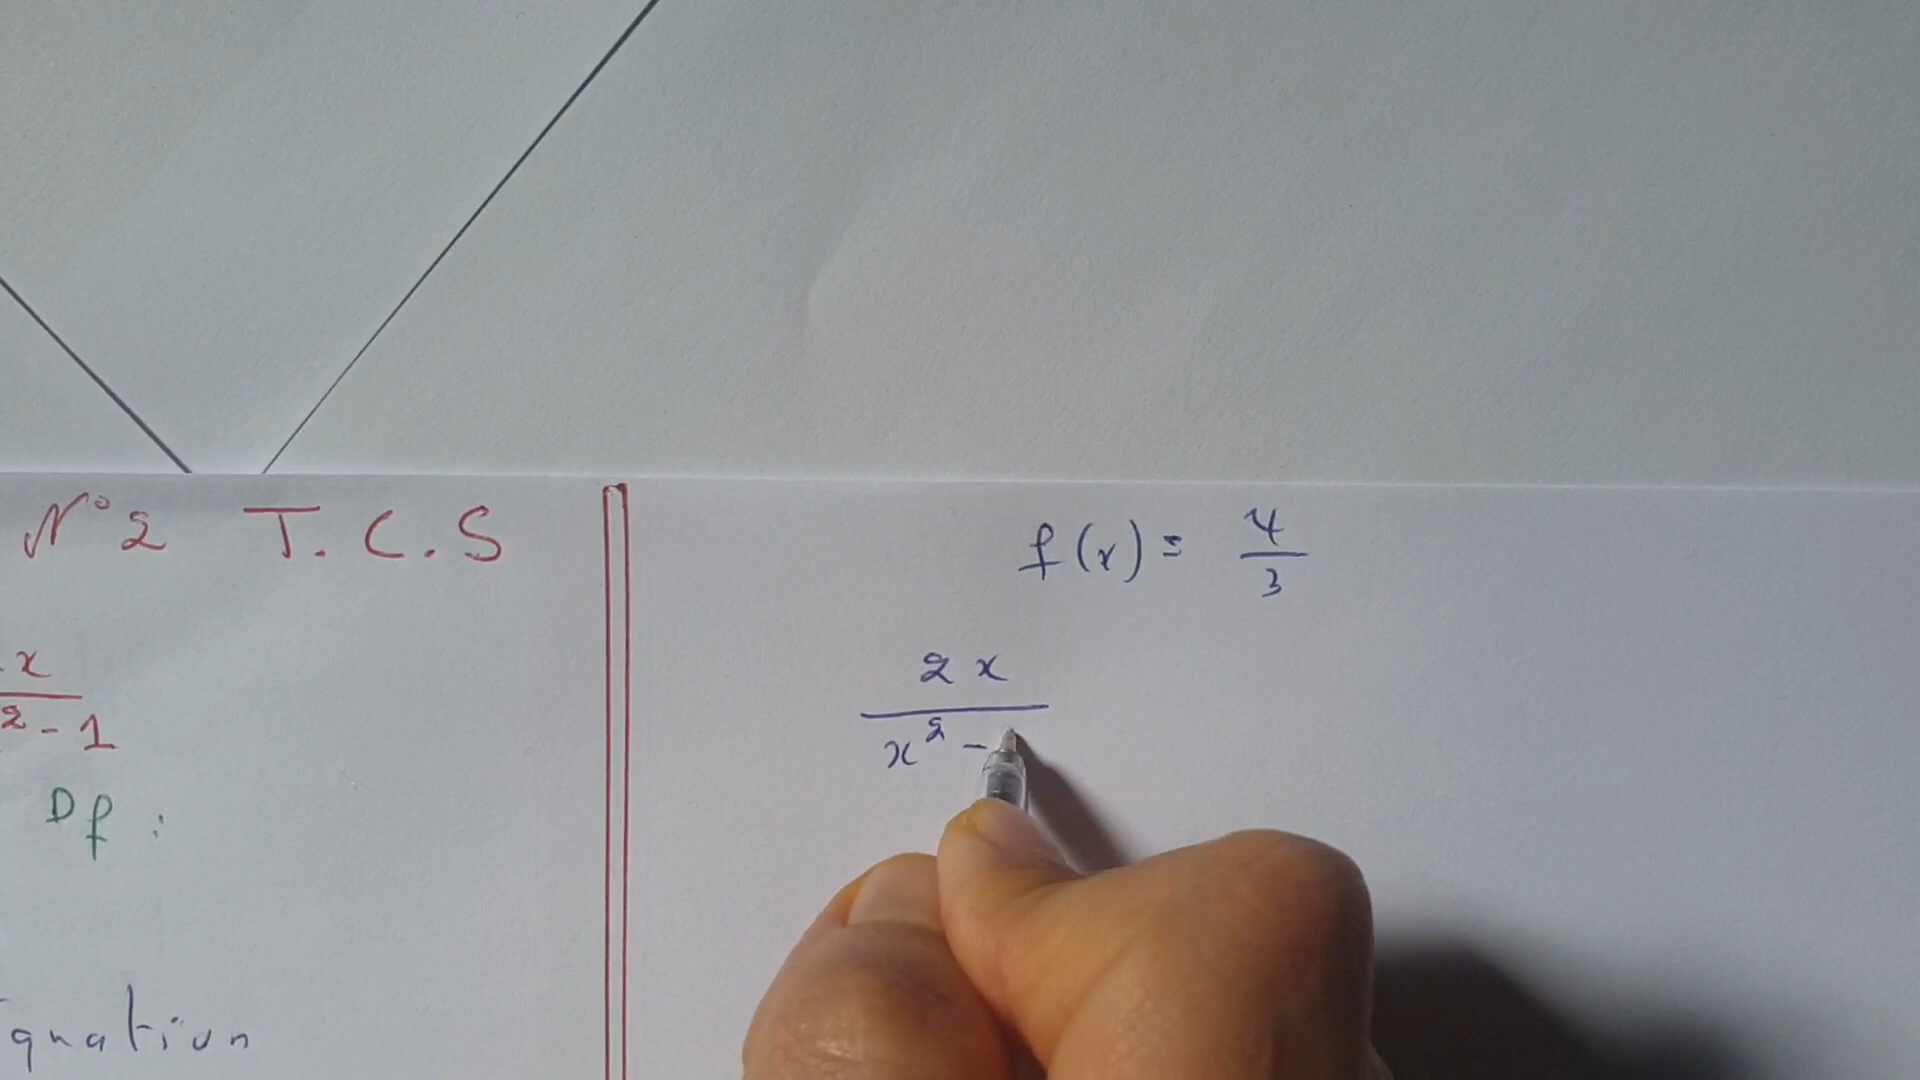 N°2 T.C.S
x
2 - 1
Df :
quation
f(x) = 4/3
2x
x² -